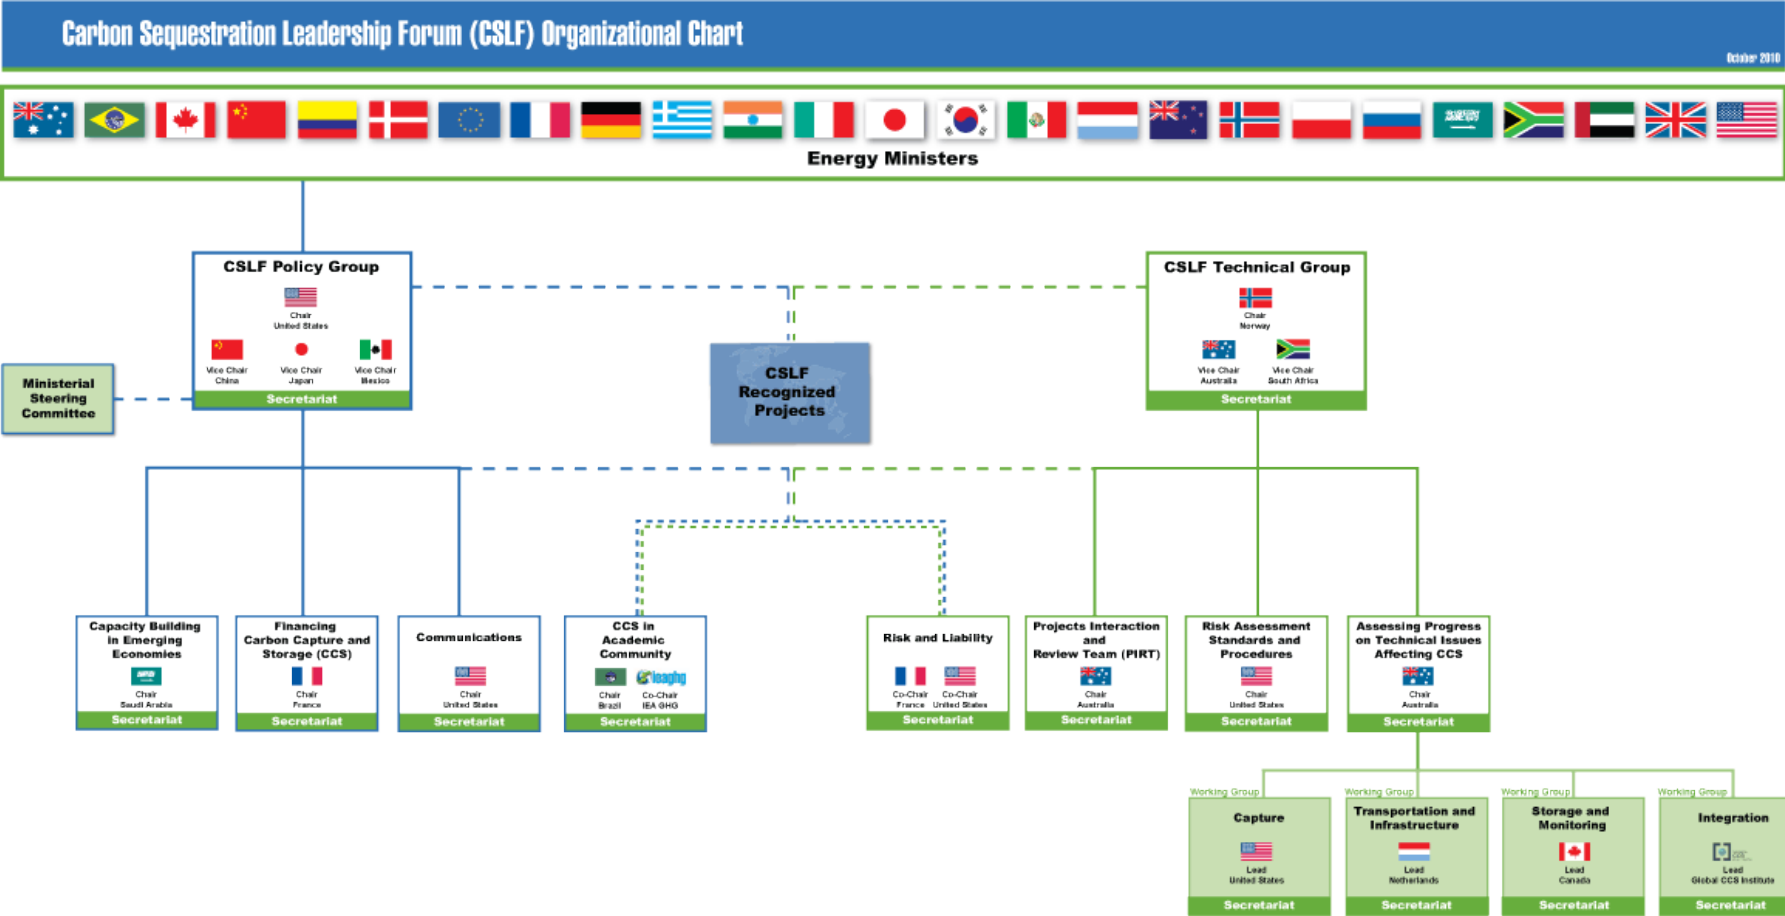 Carbon Sequestration Leadership Forum (CSLF) Organizational Chart
October 2010
Energy Ministers
CSLF Policy Group
Chair
United States
Vice Chair
China
Vice Chair
Japan
Vice Chair
Mexico
Secretariat
CSLF Technical Group
Chair
Norway
Vice Chair
Australia
Vice Chair
South Africa
Secretariat
Ministerial
Steering
Committee
CSLF
Recognized
Projects
Capacity Building
in Emerging
Economies
Chair
Saudi Arabia
Secretariat
Financing
Carbon Capture and
Storage (CCS)
Chair
France
Secretariat
Communications
Chair
United States
Secretariat
CCS in
Academic
Community
ieaghg
Chair
Brazil
Co-Chair
IEA GHG
Secretariat
Risk and Liability
Co-Chair
France
Co-Chair
United States
Secretariat
Projects Interaction
and
Review Team (PIRT)
Chair
Australia
Secretariat
Risk Assessment
Standards and
Procedures
Chair
United States
Secretariat
Assessing Progress
on Technical Issues
Affecting CCS
Chair
Australia
Secretariat
Working Group
Capture
Lead
United States
Secretariat
Working Group
Transportation and
Infrastructure
Lead
Netherlands
Secretariat
Working Group
Storage and
Monitoring
Lead
Canada
Secretariat
Working Group
Integration
Lead
Global CCS Institute
Secretariat